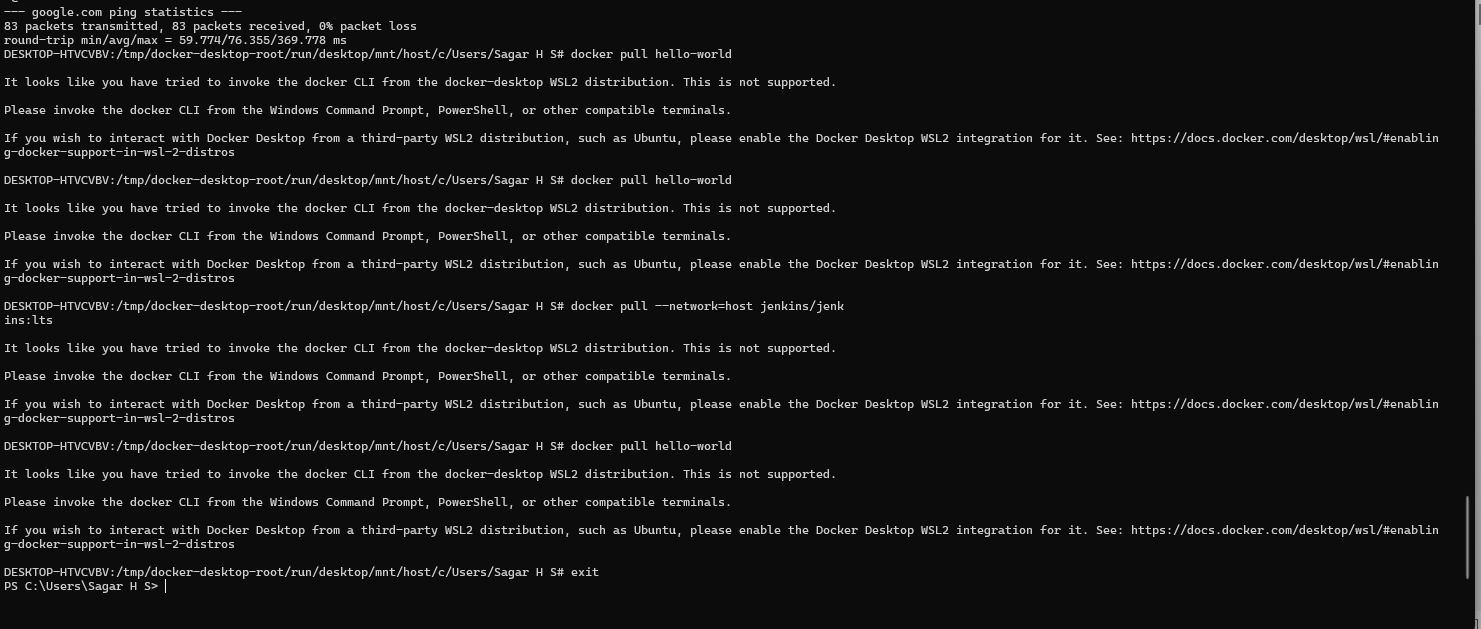 --- google.com ping statistics ---
83 packets transmitted, 83 packets received, 0% packet loss
round-trip min/avg/max = 59.774/76.355/369.778 ms
DESKTOP-HTVCVBV:/tmp/docker-desktop-root/run/desktop/mnt/host/c/Users/Sagar H S# docker pull hello-world
It looks like you have tried to invoke the docker CLI from the docker-desktop WSL2 distribution. This is not supported.
Please invoke the docker CLI from the Windows Command Prompt, PowerShell, or other compatible terminals.
If you wish to interact with Docker Desktop from a third-party WSL2 distribution, such as Ubuntu, please enable the Docker Desktop WSL2 integration for it. See: https://docs.docker.com/desktop/wsl/#enablin
g-docker-support-in-wsl-2-distros
DESKTOP-HTVCVBV:/tmp/docker-desktop-root/run/desktop/mnt/host/c/Users/Sagar H S# docker pull hello-world
It looks like you have tried to invoke the docker CLI from the docker-desktop WSL2 distribution. This is not supported.
Please invoke the docker CLI from the Windows Command Prompt, PowerShell, or other compatible terminals.
If you wish to interact with Docker Desktop from a third-party WSL2 distribution, such as Ubuntu, please enable the Docker Desktop WSL2 integration for it. See: https://docs.docker.com/desktop/wsl/#enablin
g-docker-support-in-wsl-2-distros
DESKTOP-HTVCVBV:/tmp/docker-desktop-root/run/desktop/mnt/host/c/Users/Sagar H S# docker pull --network=host jenkins/jenk
ins:lts
It looks like you have tried to invoke the docker CLI from the docker-desktop WSL2 distribution. This is not supported.
Please invoke the docker CLI from the Windows Command Prompt, PowerShell, or other compatible terminals.
If you wish to interact with Docker Desktop from a third-party WSL2 distribution, such as Ubuntu, please enable the Docker Desktop WSL2 integration for it. See: https://docs.docker.com/desktop/wsl/#enablin
g-docker-support-in-wsl-2-distros
DESKTOP-HTVCVBV:/tmp/docker-desktop-root/run/desktop/mnt/host/c/Users/Sagar H S# docker pull hello-world
It looks like you have tried to invoke the docker CLI from the docker-desktop WSL2 distribution. This is not supported.
Please invoke the docker CLI from the Windows Command Prompt, PowerShell, or other compatible terminals.
If you wish to interact with Docker Desktop from a third-party WSL2 distribution, such as Ubuntu, please enable the Docker Desktop WSL2 integration for it. See: https://docs.docker.com/desktop/wsl/#enablin
g-docker-support-in-wsl-2-distros
DESKTOP-HTVCVBV:/tmp/docker-desktop-root/run/desktop/mnt/host/c/Users/Sagar H S# exit
PS C:\Users\Sagar H S>